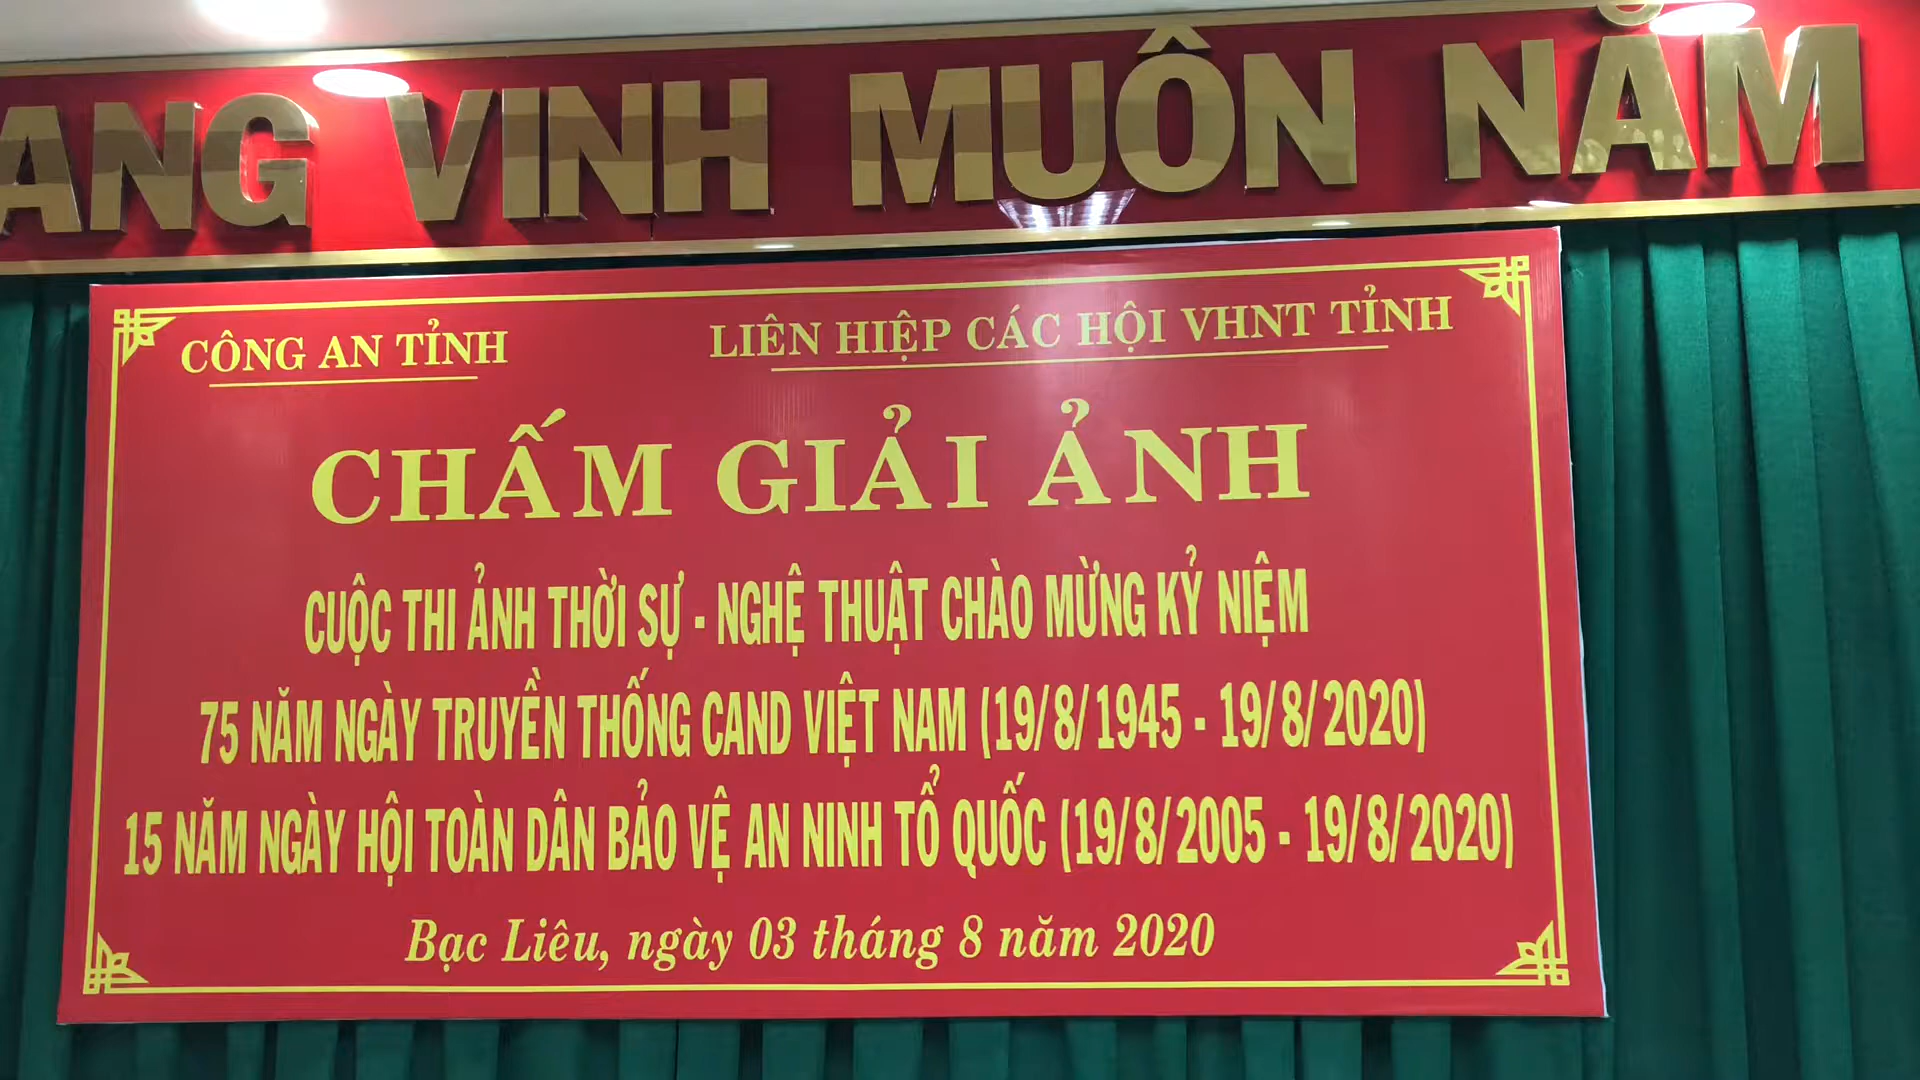 ANG VINH MUÔN NĂM
CÔNG AN TỈNH
LIÊN HIỆP CÁC HỘI VHNT TỈNH
CHẤM GIẢI ẢNH
CUỘC THI ẢNH THỜI SỰ - NGHỆ THUẬT CHÀO MỪNG KỶ NIỆM
75 NĂM NGÀY TRUYỀN THỐNG CAND VIỆT NAM (19/8/1945 - 19/8/2020)
15 NĂM NGÀY HỘI TOÀN DÂN BẢO VỆ AN NINH TỔ QUỐC (19/8/2005 - 19/8/2020)
Bạc Liêu, ngày 03 tháng 8 năm 2020